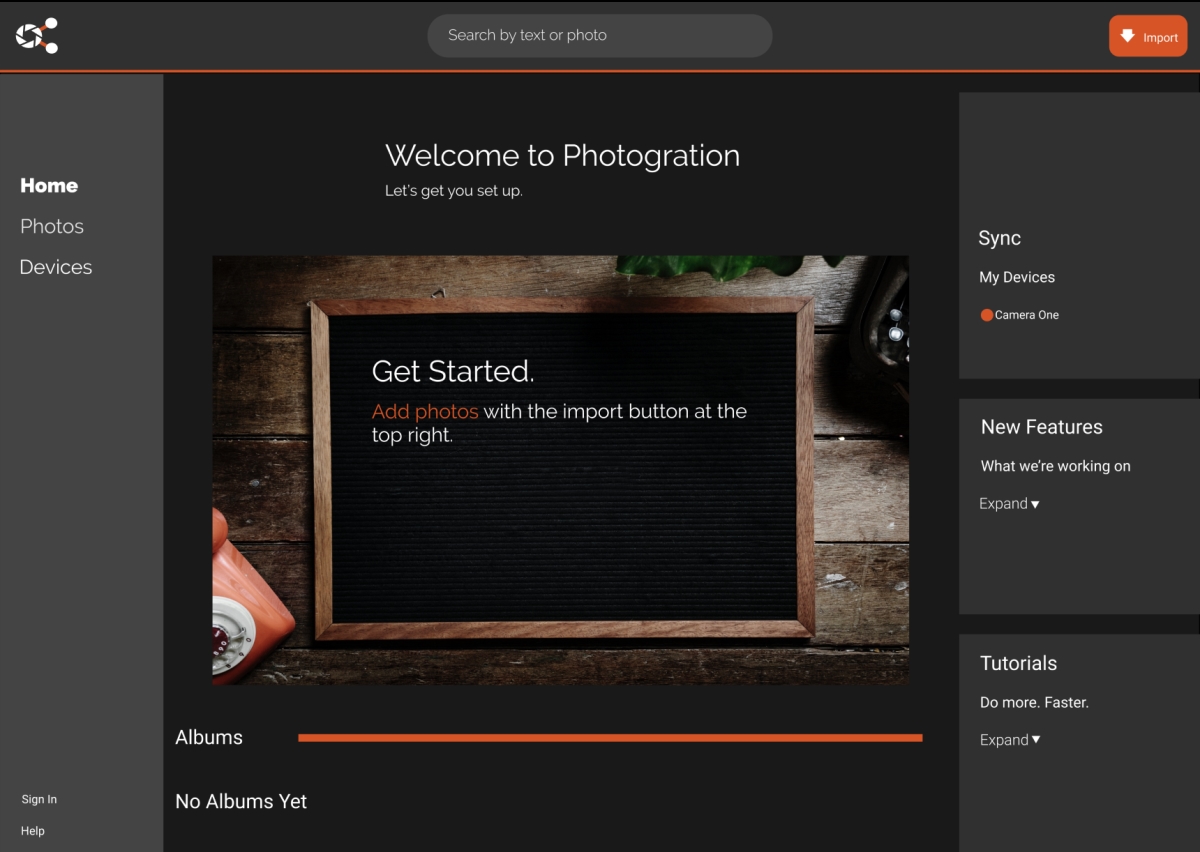 Search by text or photo
Import
Home
Photos
Devices
Sign In
Help
Welcome to Photogration
Let's get you set up.
Get Started.
Add photos with the import button at the
top right.
Albums
No Albums Yet
Sync
My Devices
Camera One
New Features
What we're working on
Expand ▾
Tutorials
Do more. Faster.
Expand ▾